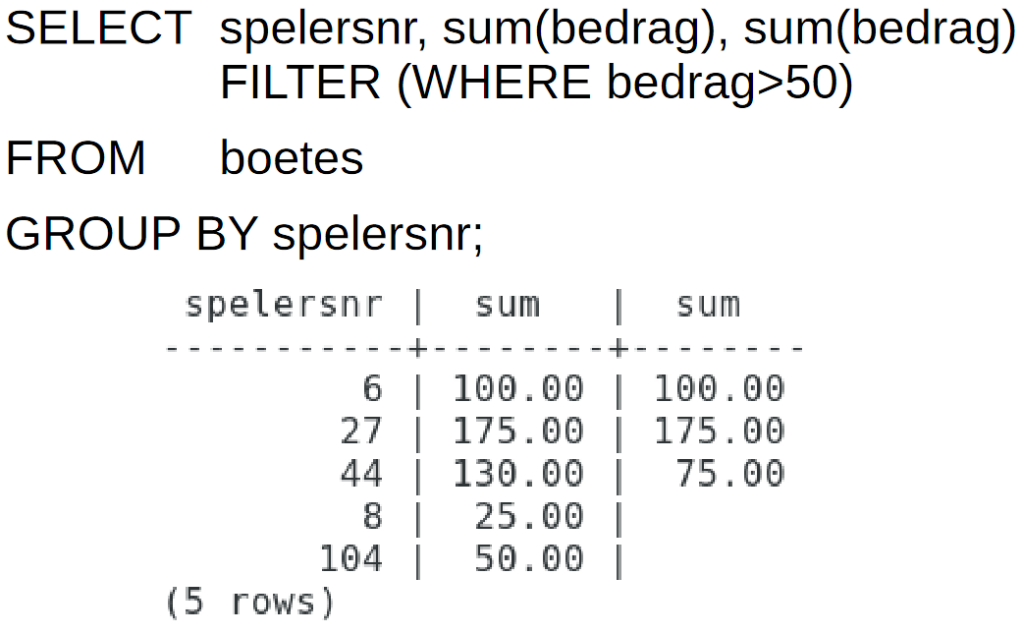 SELECT spelersnr, sum(bedrag), sum(bedrag)
FILTER (WHERE bedrag>50)
FROM boetes
GROUP BY spelersnr;
spelersnr | sum | sum
-----------+--------+--------
6 | 100.00 | 100.00
27 | 175.00 | 175.00
44 | 130.00 | 75.00
8 | 25.00 |
104 | 50.00 |
(5 rows)